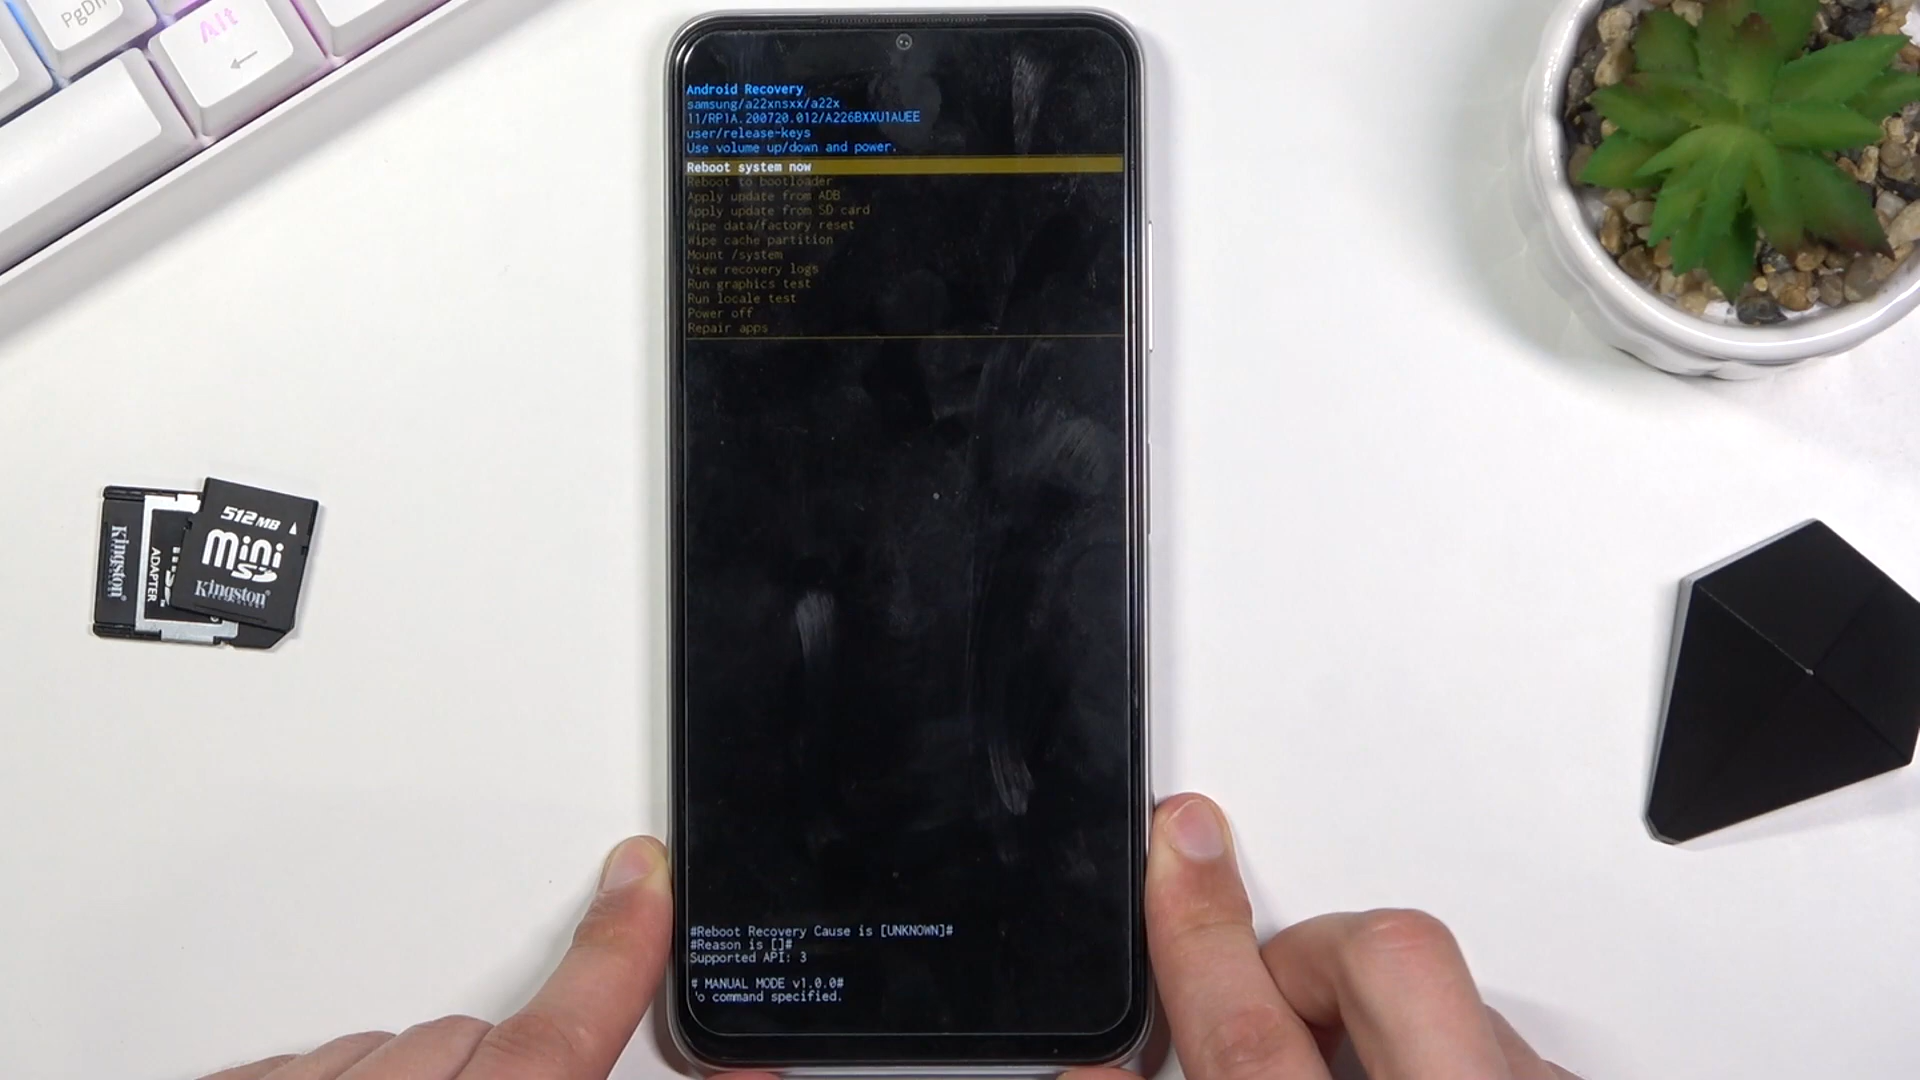 PgDn
Alt
Android Recovery
samsung/a22xnsxx/a22x
11/RP1A.200720.012/A226BXXU1AUEE
user/release-keys
Use volume up/down and power.
Reboot system now
Reboot to bootloader
Apply update from ADB
Apply update from SD card
Wipe data/factory reset
Wipe cache partition
Mount /system
View recovery logs
Run graphics test
Run locale test
Power off
Repair apps
512 MB
mini
SD
Kingston
TECHNOLOGY
Kingston
ADAPTER
#Reboot Recovery Cause is [UNKNOWN]#
#Reason is []#
Supported API: 3
# MANUAL MODE v1.0.0#
o command specified.